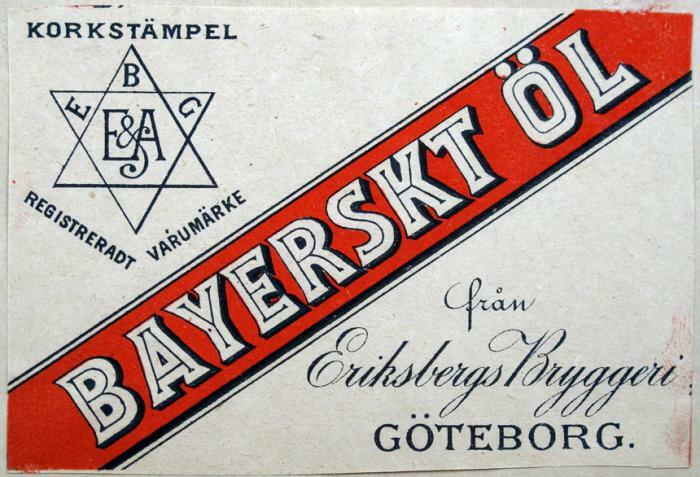 KORKSTÄMPEL
E B G
E&A
REGISTRERADT VARUMÄRKE
BAYERSKT ÖL
från
Eriksbergs Bryggeri
GÖTEBORG.